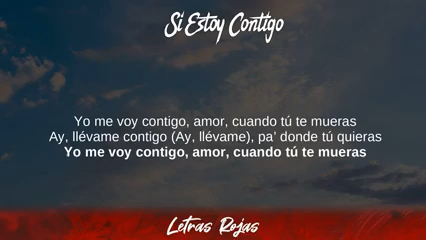 Si Estoy Contigo
Yo me voy contigo, amor, cuando tú te mueras
Ay, llévame contigo (Ay, llévame), pa' donde tú quieras
Yo me voy contigo, amor, cuando tú te mueras
Letras Rojas